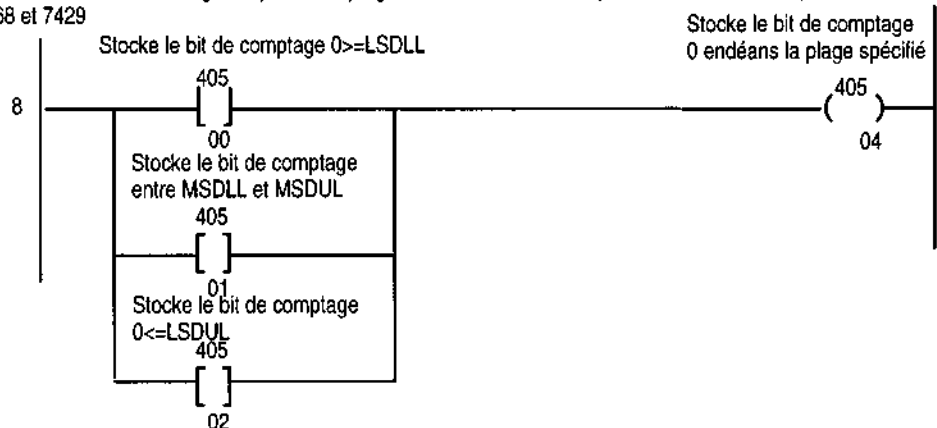 68 et 7429
Stocke le bit de comptage
0 endéans la plage spécifié
Stocke le bit de comptage 0>=LSDLL
405
405
8
00
04
Stocke le bit de comptage
entre MSDLL et MSDUL
405
01
Stocke le bit de comptage
0<=LSDUL
405
02